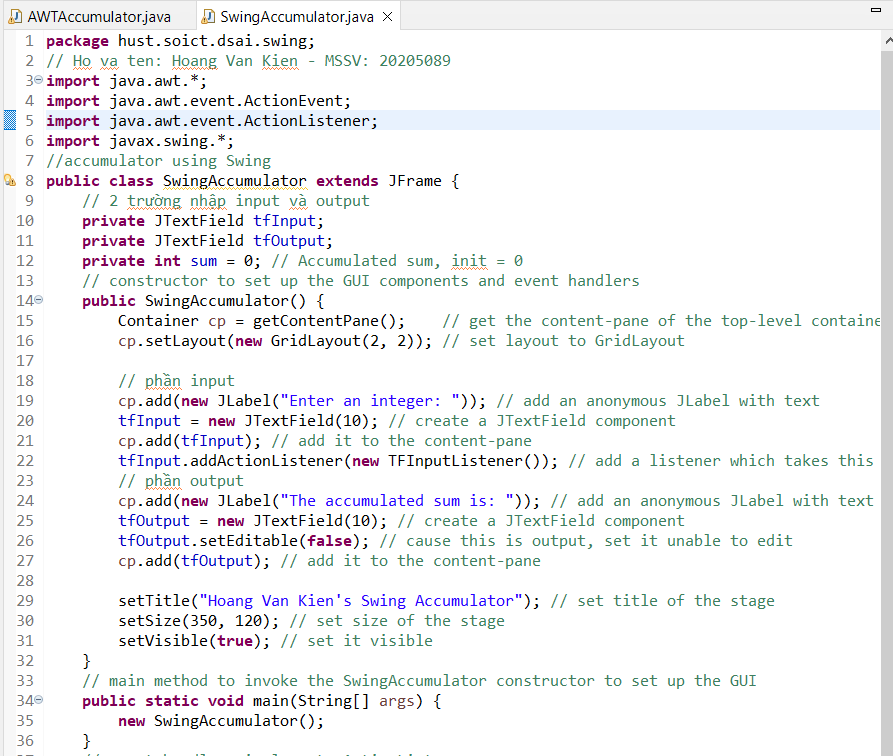 AWTAccumulator.java SwingAccumulator.java
1 package hust.soict.dsai.swing;
2 // Ho va ten: Hoang Van Kien - MSSV: 20205089
3 import java.awt.*;
4 import java.awt.event.ActionEvent;
5 import java.awt.event.ActionListener;
6 import javax.swing.*;
7 //accumulator using Swing
8 public class SwingAccumulator extends JFrame {
9 // 2 trường nhập input và output
10 private JTextField tfInput;
11 private JTextField tfOutput;
12 private int sum = 0; // Accumulated sum, init = 0
13 // constructor to set up the GUI components and event handlers
14 public SwingAccumulator() {
15 Container cp = getContentPane(); // get the content-pane of the top-level containe
16 cp.setLayout(new GridLayout(2, 2)); // set layout to GridLayout
17
18 // phần input
19 cp.add(new JLabel("Enter an integer: ")); // add an anonymous JLabel with text
20 tfInput = new JTextField(10); // create a JTextField component
21 cp.add(tfInput); // add it to the content-pane
22 tfInput.addActionListener(new TFInputListener()); // add a listener which takes this
23 // phần output
24 cp.add(new JLabel("The accumulated sum is: ")); // add an anonymous JLabel with text
25 tfOutput = new JTextField(10); // create a JTextField component
26 tfOutput.setEditable(false); // cause this is output, set it unable to edit
27 cp.add(tfOutput); // add it to the content-pane
28
29 setTitle("Hoang Van Kien's Swing Accumulator"); // set title of the stage
30 setSize(350, 120); // set size of the stage
31 setVisible(true); // set it visible
32 }
33 // main method to invoke the SwingAccumulator constructor to set up the GUI
34 public static void main(String[] args) {
35 new SwingAccumulator();
36 }